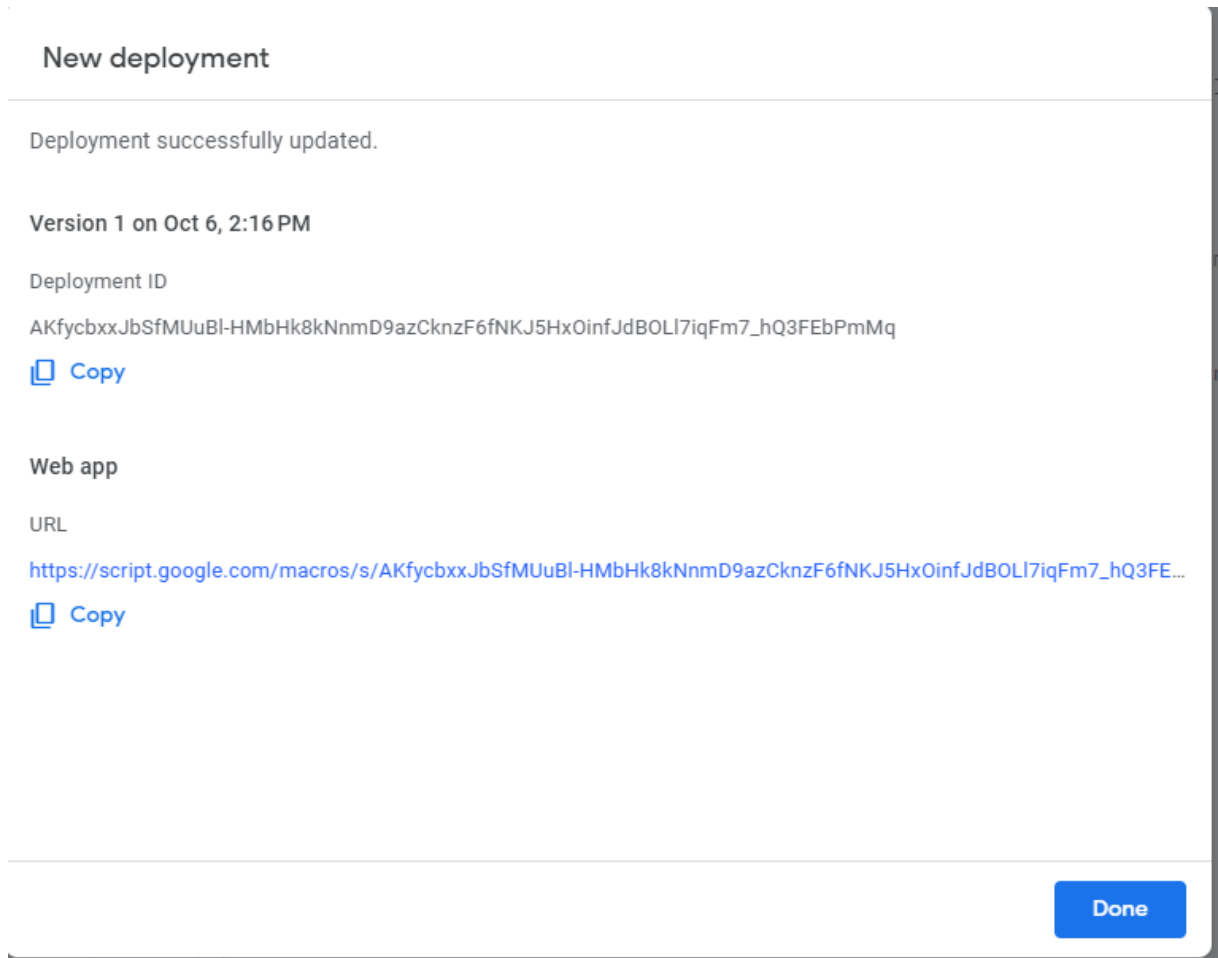 New deployment
Deployment successfully updated.
Version 1 on Oct 6, 2:16 PM
Deployment ID
AKfycbxxJbSfMUuBl-HMbHk8kNnmD9azCknzF6fNKJ5HxOinfJdBOLl7iqFm7_hQ3FEbPmMq
Copy
Web app
URL
https://script.google.com/macros/s/AKfycbxxJbSfMUuBl-HMbHk8kNnmD9azCknzF6fNKJ5HxOinfJdBOLl7iqFm7_hQ3FE...
Copy
Done